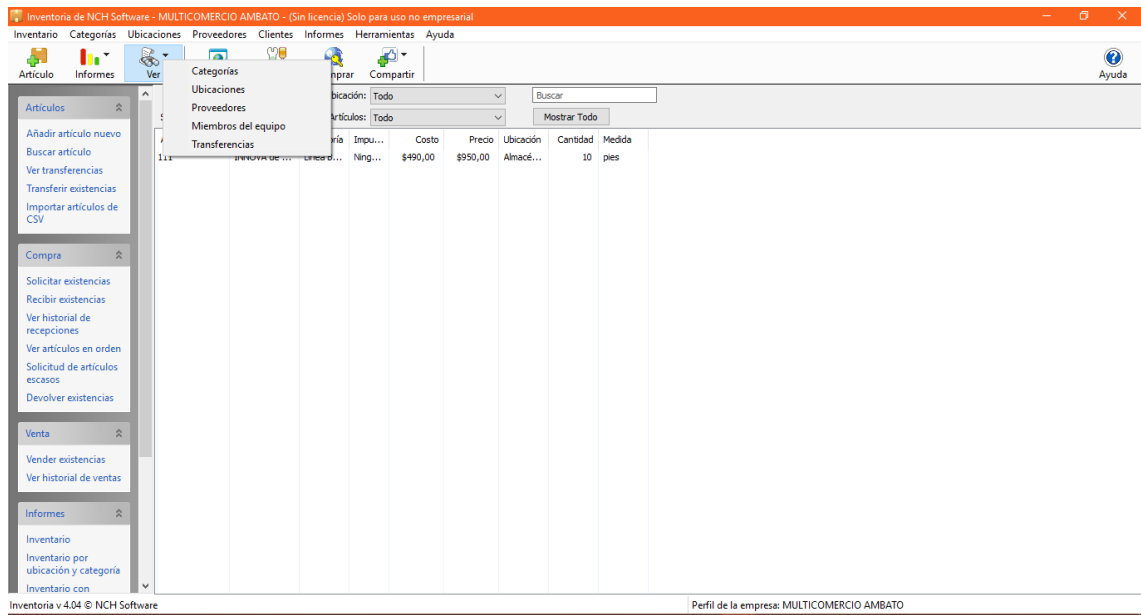 Inventoria de NCH Software - MULTICOMERCIO AMBATO - (Sin licencia) Solo para uso no empresarial
Inventario Categorías Ubicaciones Proveedores Clientes Informes Herramientas Ayuda
Artículo Informes Ver Compartir Ayuda
Categorías
Ubicaciones
Proveedores
Miembros del equipo
Transferencias
Todo Buscar
Todo Mostrar Todo
Impu... Costo Precio Ubicación Cantidad Medida
111 Ning... $490,00 $950,00 Almacé... 10 pies
Artículos
Añadir artículo nuevo
Buscar artículo
Ver transferencias
Transferir existencias
Importar artículos de
CSV
Compra
Solicitar existencias
Recibir existencias
Ver historial de
recepciones
Ver artículos en orden
Solicitud de artículos
escasos
Devolver existencias
Venta
Vender existencias
Ver historial de ventas
Informes
Inventario
Inventario por
ubicación y categoría
Inventario con
Inventoria v 4.04 © NCH Software Perfil de la empresa: MULTICOMERCIO AMBATO